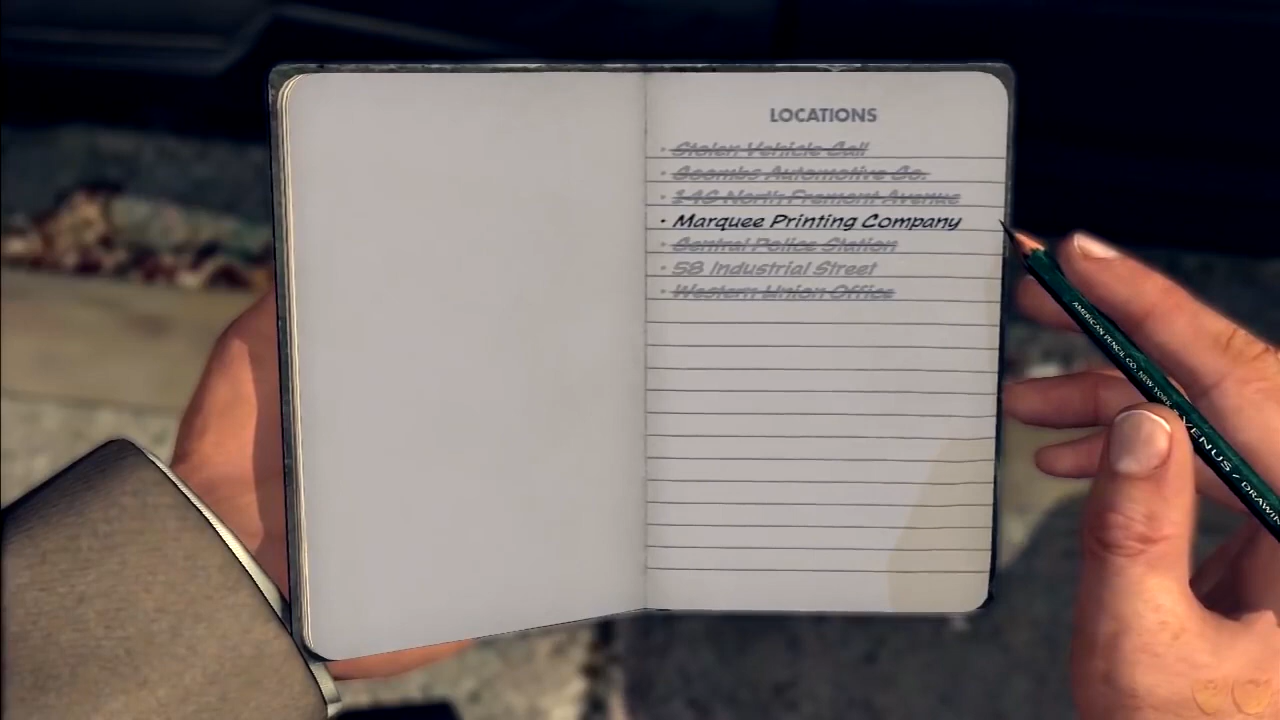 LOCATIONS
· Stolen Vehicle Call
· Coombs Automotive Co.
· 146 North Fremont Avenue
· Marquee Printing Company
· Central Police Station
· 58 Industrial Street
· Western Union Office
AMERICAN PENCIL CO. NEW YORK VENUS / DRAWIN